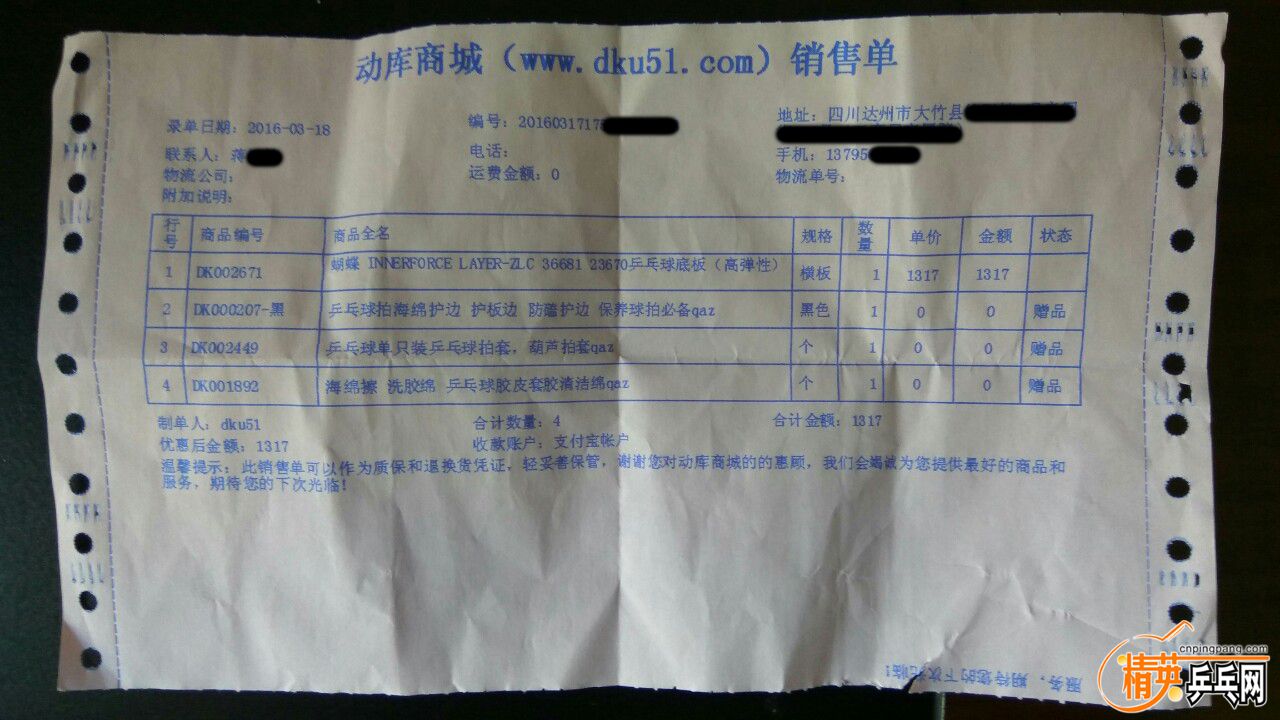 动库商城（www.dku51.com）销售单
录单日期：2016-03-18 编号：2016031717 地址：四川达州市大竹县
联系人：蒋 电话： 手机：13795
物流公司： 运费金额：0 物流单号：
附加说明：
行号 商品编号 商品全名 规格 数量 单价 金额 状态
1 DK002671 蝴蝶 INNERFORCE LAYER-ZLC 36681 23670乒乓球底板（高弹性） 横板 1 1317 1317
2 DK000207-黑 乒乓球拍海绵护边 护板边 防磕护边 保养球拍必备qaz 黑色 1 0 0 赠品
3 DK002449 乒乓球单只装乒乓球拍套，葫芦拍套qaz 个 1 0 0 赠品
4 DK001892 海绵擦 洗胶绵 乒乓球胶皮套胶清洁绵qaz 个 1 0 0 赠品
制单人：dku51 合计数量：4 合计金额：1317
优惠后金额：1317 收款账户：支付宝帐户
温馨提示：此销售单可以作为质保和退换货凭证，轻妥善保管，谢谢您对动库商城的的惠顾，我们会竭诚为您提供最好的商品和
服务，期待您的下次光临！
服务，期待您的下次光临！
cnpingpang.com
精英乒乓网